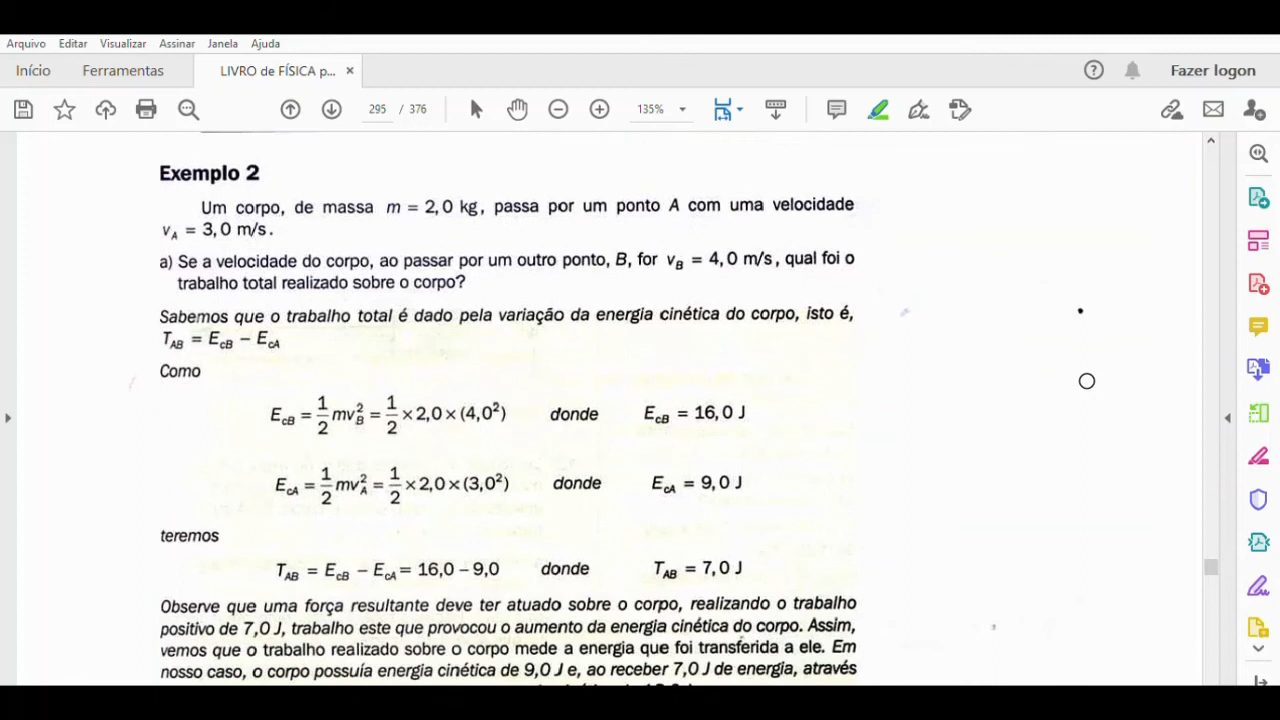 Arquivo Editar Visualizar Assinar Janela Ajuda
Início Ferramentas LIVRO de FÍSICA p... × Fazer logon
295 / 376 135%
Exemplo 2
Um corpo, de massa m = 2,0 kg, passa por um ponto A com uma velocidade
v_A = 3,0 m/s.
a) Se a velocidade do corpo, ao passar por um outro ponto, B, for v_B = 4,0 m/s, qual foi o
trabalho total realizado sobre o corpo?
Sabemos que o trabalho total é dado pela variação da energia cinética do corpo, isto é,
T_AB = E_cB − E_cA
Como
E_cB = 1/2 mv_B² = 1/2 × 2,0 × (4,0²) donde E_cB = 16,0 J
E_cA = 1/2 mv_A² = 1/2 × 2,0 × (3,0²) donde E_cA = 9,0 J
teremos
T_AB = E_cB − E_cA = 16,0 − 9,0 donde T_AB = 7,0 J
Observe que uma força resultante deve ter atuado sobre o corpo, realizando o trabalho
positivo de 7,0 J, trabalho este que provocou o aumento da energia cinética do corpo. Assim,
vemos que o trabalho realizado sobre o corpo mede a energia que foi transferida a ele. Em
nosso caso, o corpo possuía energia cinética de 9,0 J e, ao receber 7,0 J de energia, através